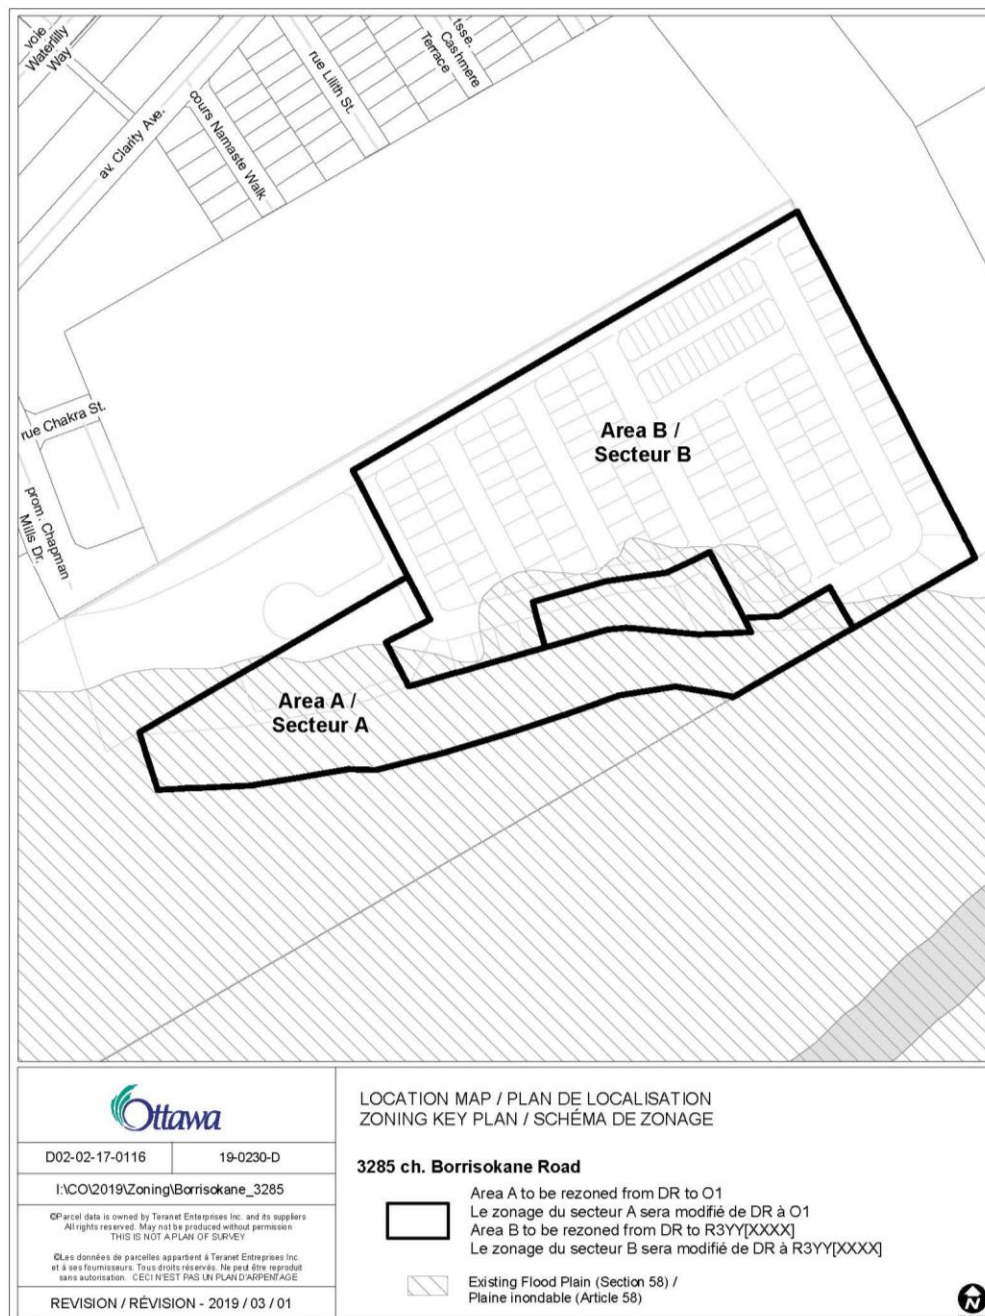 voie
Waterlilly
Way
av. Clarity Ave.
cours Namaste Walk
rue Lilith St.
tsse.
Cashmere
Terrace
rue Chakra St.
prom. Chapman
Mills Dr.
Area B /
Secteur B
Area A /
Secteur A
Ottawa
D02-02-17-0116
19-0230-D
I:\CO\2019\Zoning\Borrisokane_3285
©Parcel data is owned by Teranet Enterprises Inc. and its suppliers
All rights reserved. May not be produced without permission
THIS IS NOT A PLAN OF SURVEY
©Les données de parcelles appartient à Teranet Entreprises Inc.
et à ses fournisseurs. Tous droits réservés. Ne peut être reproduit
sans autorisation. CECI N'EST PAS UN PLAN D'ARPENTAGE
REVISION / RÉVISION - 2019 / 03 / 01
LOCATION MAP / PLAN DE LOCALISATION
ZONING KEY PLAN / SCHÉMA DE ZONAGE
3285 ch. Borrisokane Road
Area A to be rezoned from DR to O1
Le zonage du secteur A sera modifié de DR à O1
Area B to be rezoned from DR to R3YY[XXXX]
Le zonage du secteur B sera modifié de DR à R3YY[XXXX]
Existing Flood Plain (Section 58) /
Plaine inondable (Article 58)
N